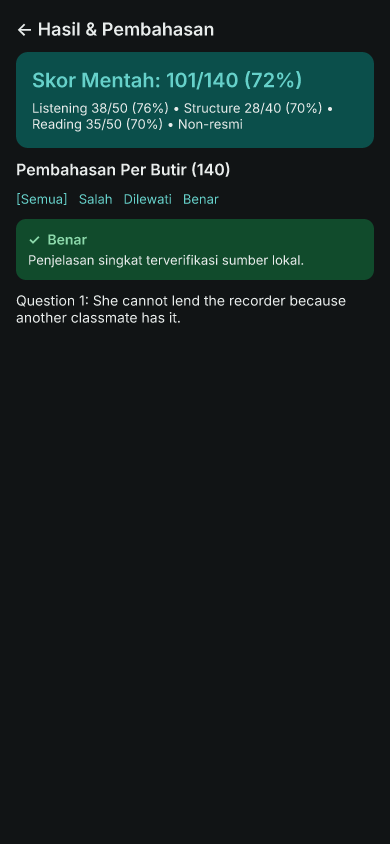 ← Hasil & Pembahasan
Skor Mentah: 101/140 (72%)
Listening 38/50 (76%) • Structure 28/40 (70%) •
Reading 35/50 (70%) • Non-resmi
Pembahasan Per Butir (140)
[Semua] Salah Dilewati Benar
✓ Benar
Penjelasan singkat terverifikasi sumber lokal.
Question 1: She cannot lend the recorder because
another classmate has it.